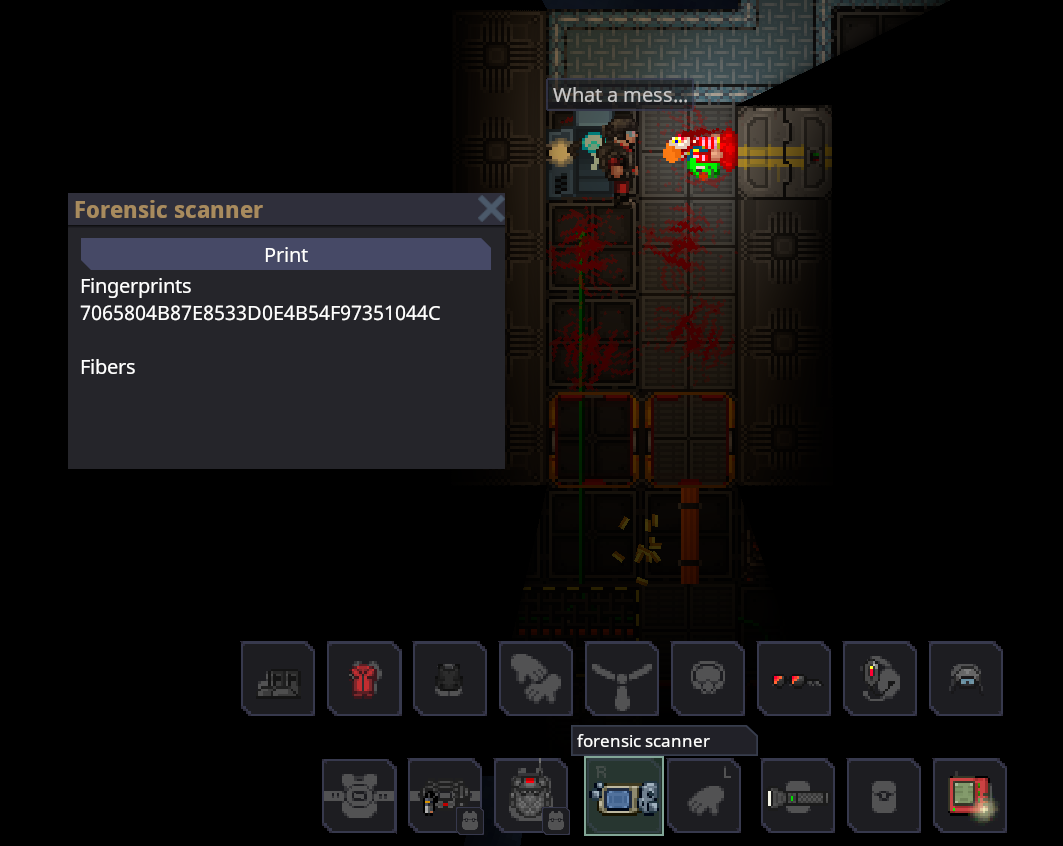 What a mess...
Forensic scanner
Print
Fingerprints
7065804B87E8533D0E4B54F97351044C
Fibers
forensic scanner
R
L